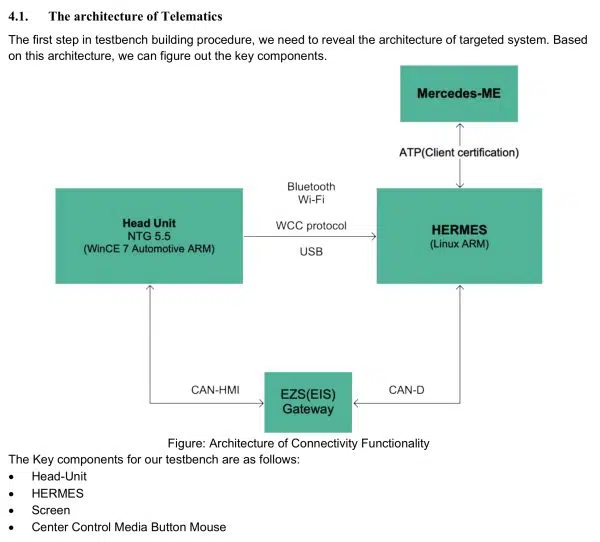 4.1. The architecture of Telematics
The first step in testbench building procedure, we need to reveal the architecture of targeted system. Based
on this architecture, we can figure out the key components.
Mercedes-ME
ATP(Client certification)
Bluetooth
Wi-Fi
WCC protocol
USB
Head Unit
NTG 5.5
(WinCE 7 Automotive ARM)
HERMES
(Linux ARM)
CAN-HMI
EZS(EIS)
Gateway
CAN-D
Figure: Architecture of Connectivity Functionality
The Key components for our testbench are as follows:
• Head-Unit
• HERMES
• Screen
• Center Control Media Button Mouse